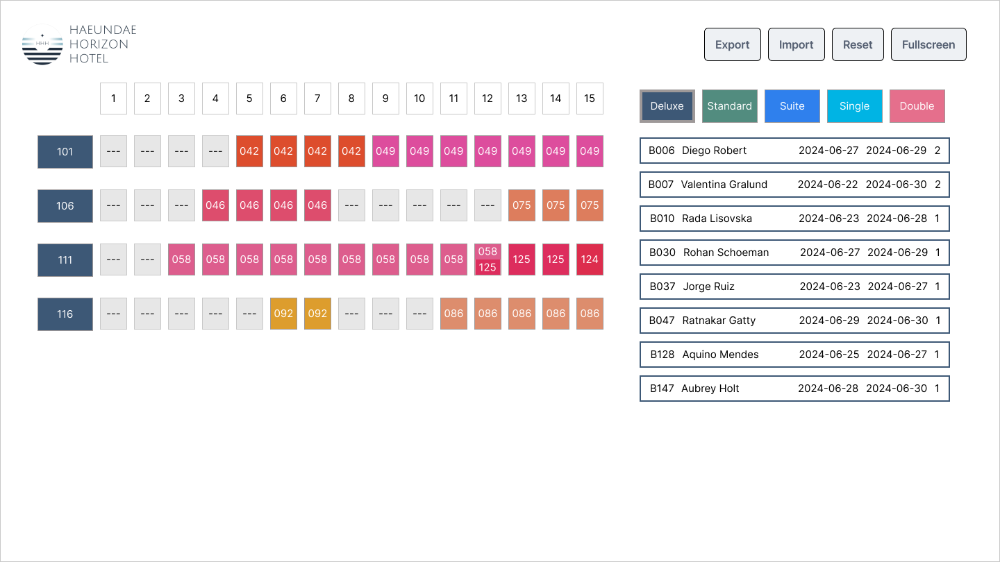 HHH
HAEUNDAE
HORIZON
HOTEL
Export Import Reset Fullscreen
1 2 3 4 5 6 7 8 9 10 11 12 13 14 15
Deluxe Standard Suite Single Double
101 --- --- --- --- 042 042 042 042 049 049 049 049 049 049 049
106 --- --- --- 046 046 046 046 --- --- --- --- --- 075 075 075
111 --- --- 058 058 058 058 058 058 058 058 058 058 125 125 125 124
116 --- --- --- --- --- 092 092 --- --- --- 086 086 086 086 086
B006 Diego Robert 2024-06-27 2024-06-29 2
B007 Valentina Gralund 2024-06-22 2024-06-30 2
B010 Rada Lisovska 2024-06-23 2024-06-28 1
B030 Rohan Schoeman 2024-06-27 2024-06-29 1
B037 Jorge Ruiz 2024-06-23 2024-06-27 1
B047 Ratnakar Gatty 2024-06-29 2024-06-30 1
B128 Aquino Mendes 2024-06-25 2024-06-27 1
B147 Aubrey Holt 2024-06-28 2024-06-30 1